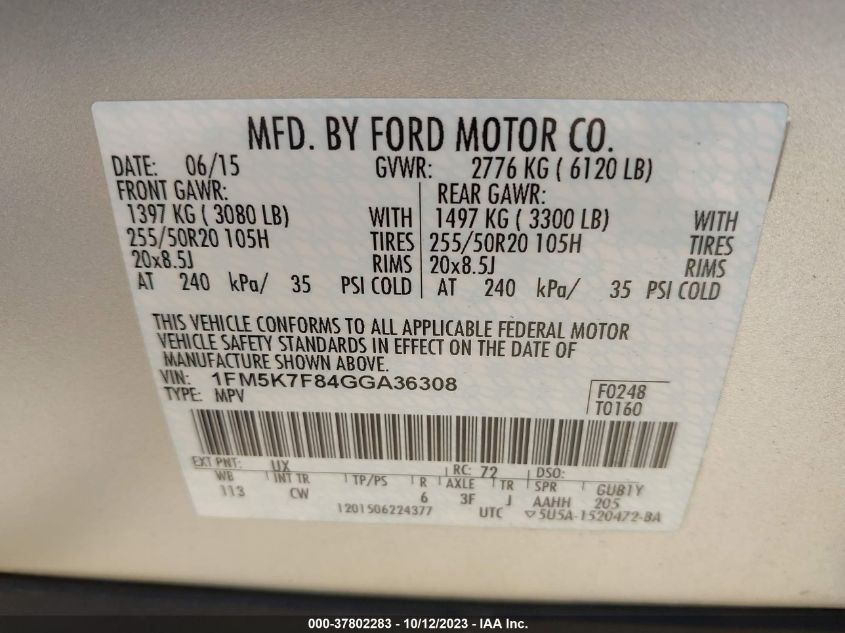 MFD. BY FORD MOTOR CO.
DATE: 06/15 GVWR: 2776 KG ( 6120 LB)
FRONT GAWR: REAR GAWR:
1397 KG ( 3080 LB) WITH 1497 KG ( 3300 LB) WITH
255/50R20 105H TIRES 255/50R20 105H TIRES
20x8.5J RIMS 20x8.5J RIMS
AT 240 kPa/ 35 PSI COLD AT 240 kPa/ 35 PSI COLD
THIS VEHICLE CONFORMS TO ALL APPLICABLE FEDERAL MOTOR
VEHICLE SAFETY STANDARDS IN EFFECT ON THE DATE OF
MANUFACTURE SHOWN ABOVE.
VIN: 1FM5K7F84GGA36308
TYPE: MPV
F0248
T0160
EXT PNT: UX RC: 72 DSO:
WB INT TR TP/PS R AXLE TR SPR GUB1Y
113 CW 6 3F J AAHH 205
1201506224377 UTC ▽5U5A-1520472-BA
000-37802283 - 10/12/2023 - IAA Inc.